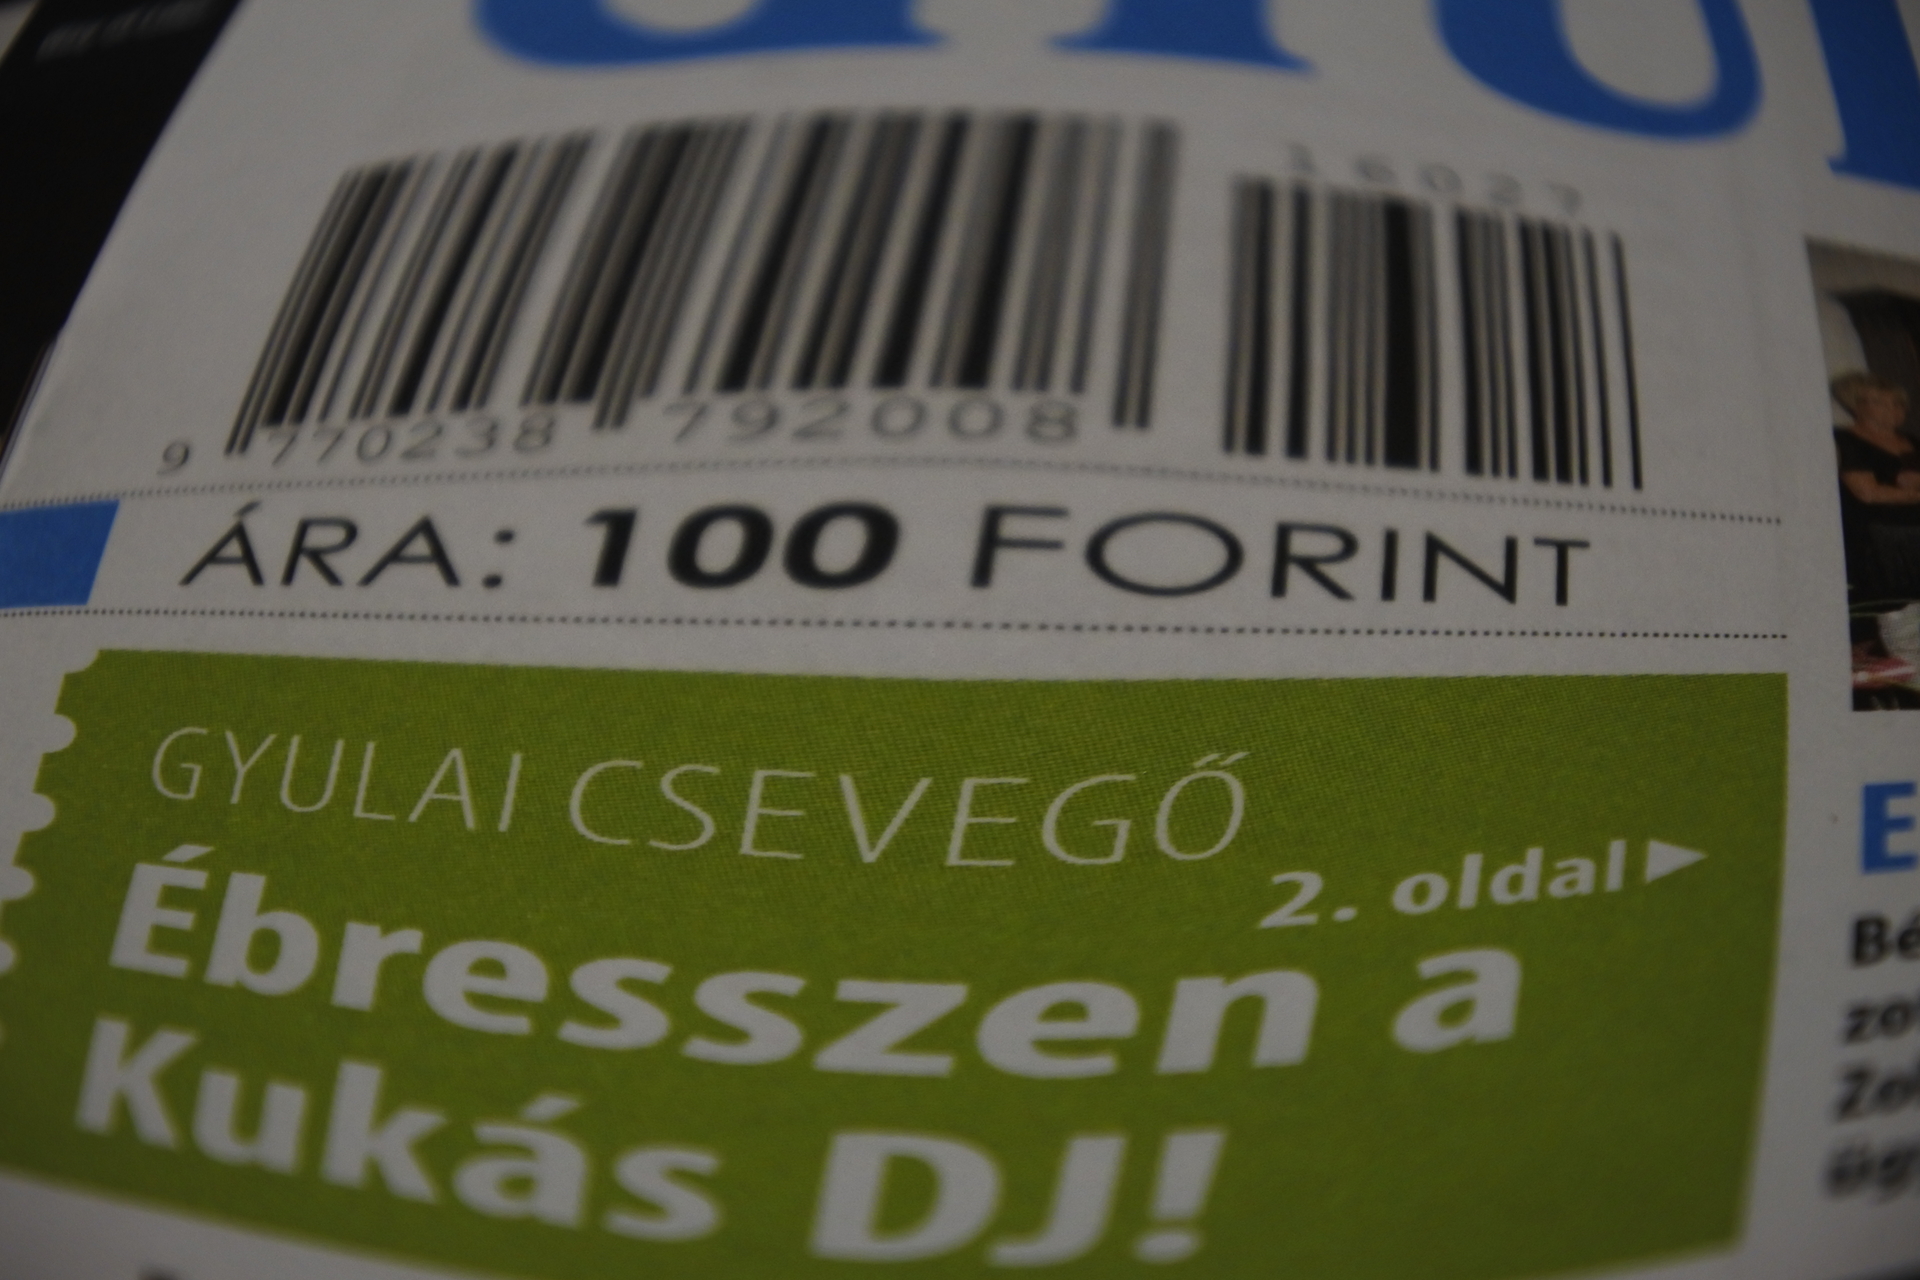 16027
9 770238 792008
ÁRA: 100 FORINT
GYULAI CSEVEGŐ
2. oldal
Ébresszen a
Kukás DJ!